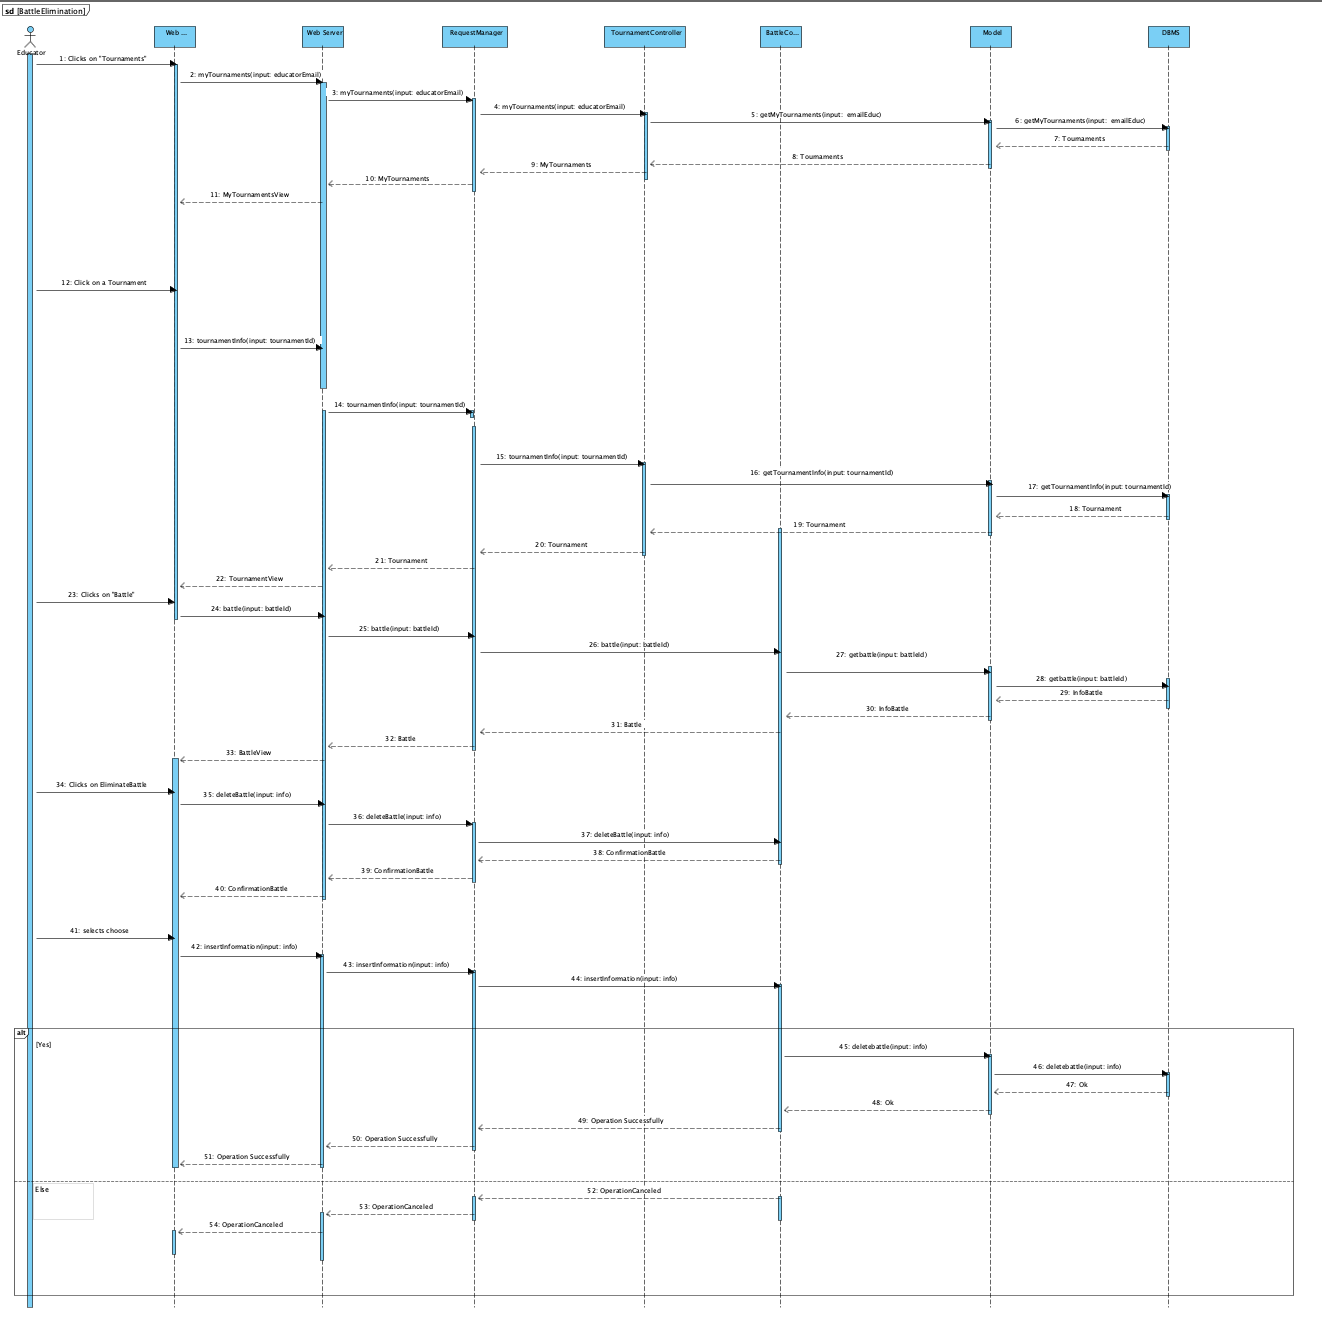 sd [BattleElimination]
Educator
Web ...
Web Server
RequestManager
TournamentController
BattleCo...
Model
DBMS
1: Clicks on "Tournaments"
2: myTournaments(input: educatorEmail)
3: myTournaments(input: educatorEmail)
4: myTournaments(input: educatorEmail)
5: getMyTournaments(input: emailEduc)
6: getMyTournaments(input: emailEduc)
7: Tournaments
8: Tournaments
9: MyTournaments
10: MyTournaments
11: MyTournamentsView
12: Click on a Tournament
13: tournamentInfo(input: tournamentId)
14: tournamentInfo(input: tournamentId)
15: tournamentInfo(input: tournamentId)
16: getTournamentInfo(input: tournamentId)
17: getTournamentInfo(input: tournamentId)
18: Tournament
19: Tournament
20: Tournament
21: Tournament
22: TournamentView
23: Clicks on "Battle"
24: battle(input: battleId)
25: battle(input: battleId)
26: battle(input: battleId)
27: getbattle(input: battleId)
28: getbattle(input: battleId)
29: InfoBattle
30: InfoBattle
31: Battle
32: Battle
33: BattleView
34: Clicks on EliminateBattle
35: deleteBattle(input: info)
36: deleteBattle(input: info)
37: deleteBattle(input: info)
38: ConfirmationBattle
39: ConfirmationBattle
40: ConfirmationBattle
41: selects choose
42: insertInformation(input: info)
43: insertInformation(input: info)
44: insertInformation(input: info)
alt
[Yes]
45: deletebattle(input: info)
46: deletebattle(input: info)
47: Ok
48: Ok
49: Operation Successfully
50: Operation Successfully
51: Operation Successfully
Else
52: OperationCanceled
53: OperationCanceled
54: OperationCanceled